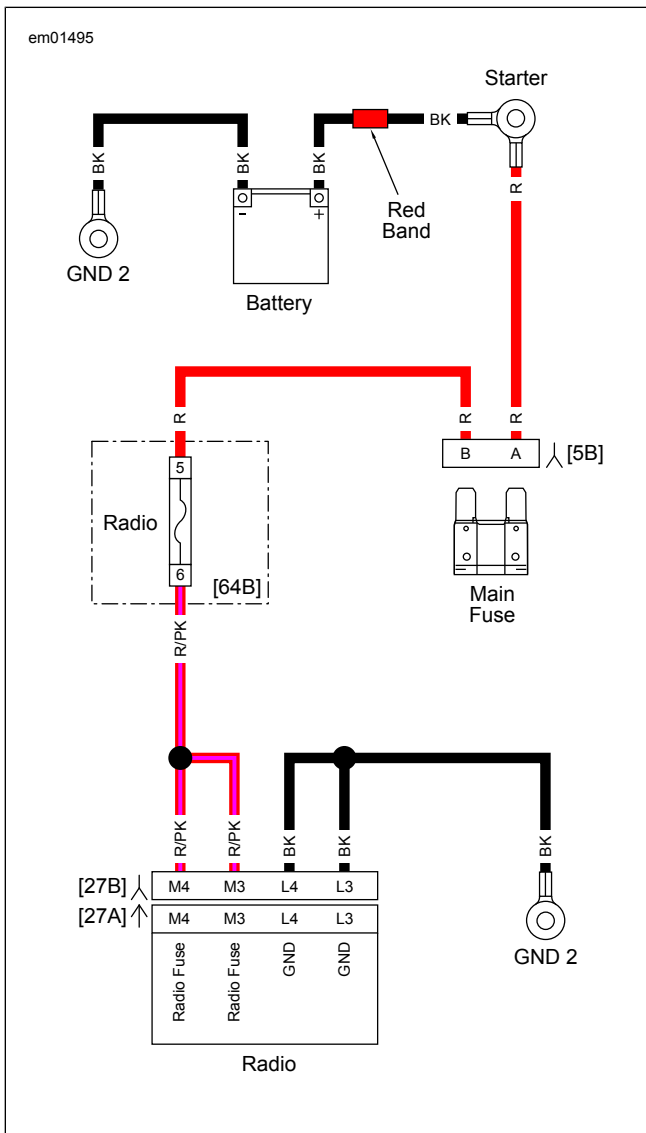 em01495
Starter
BK
BK
BK
R
Red
Band
- +
GND 2
Battery
R
R
R
B A [5B]
5
Radio
6
[64B]
Main
Fuse
R/PK
R/PK
R/PK
BK
BK
BK
[27B] M4 M3 L4 L3
[27A] M4 M3 L4 L3
Radio Fuse
Radio Fuse
GND
GND
GND 2
Radio